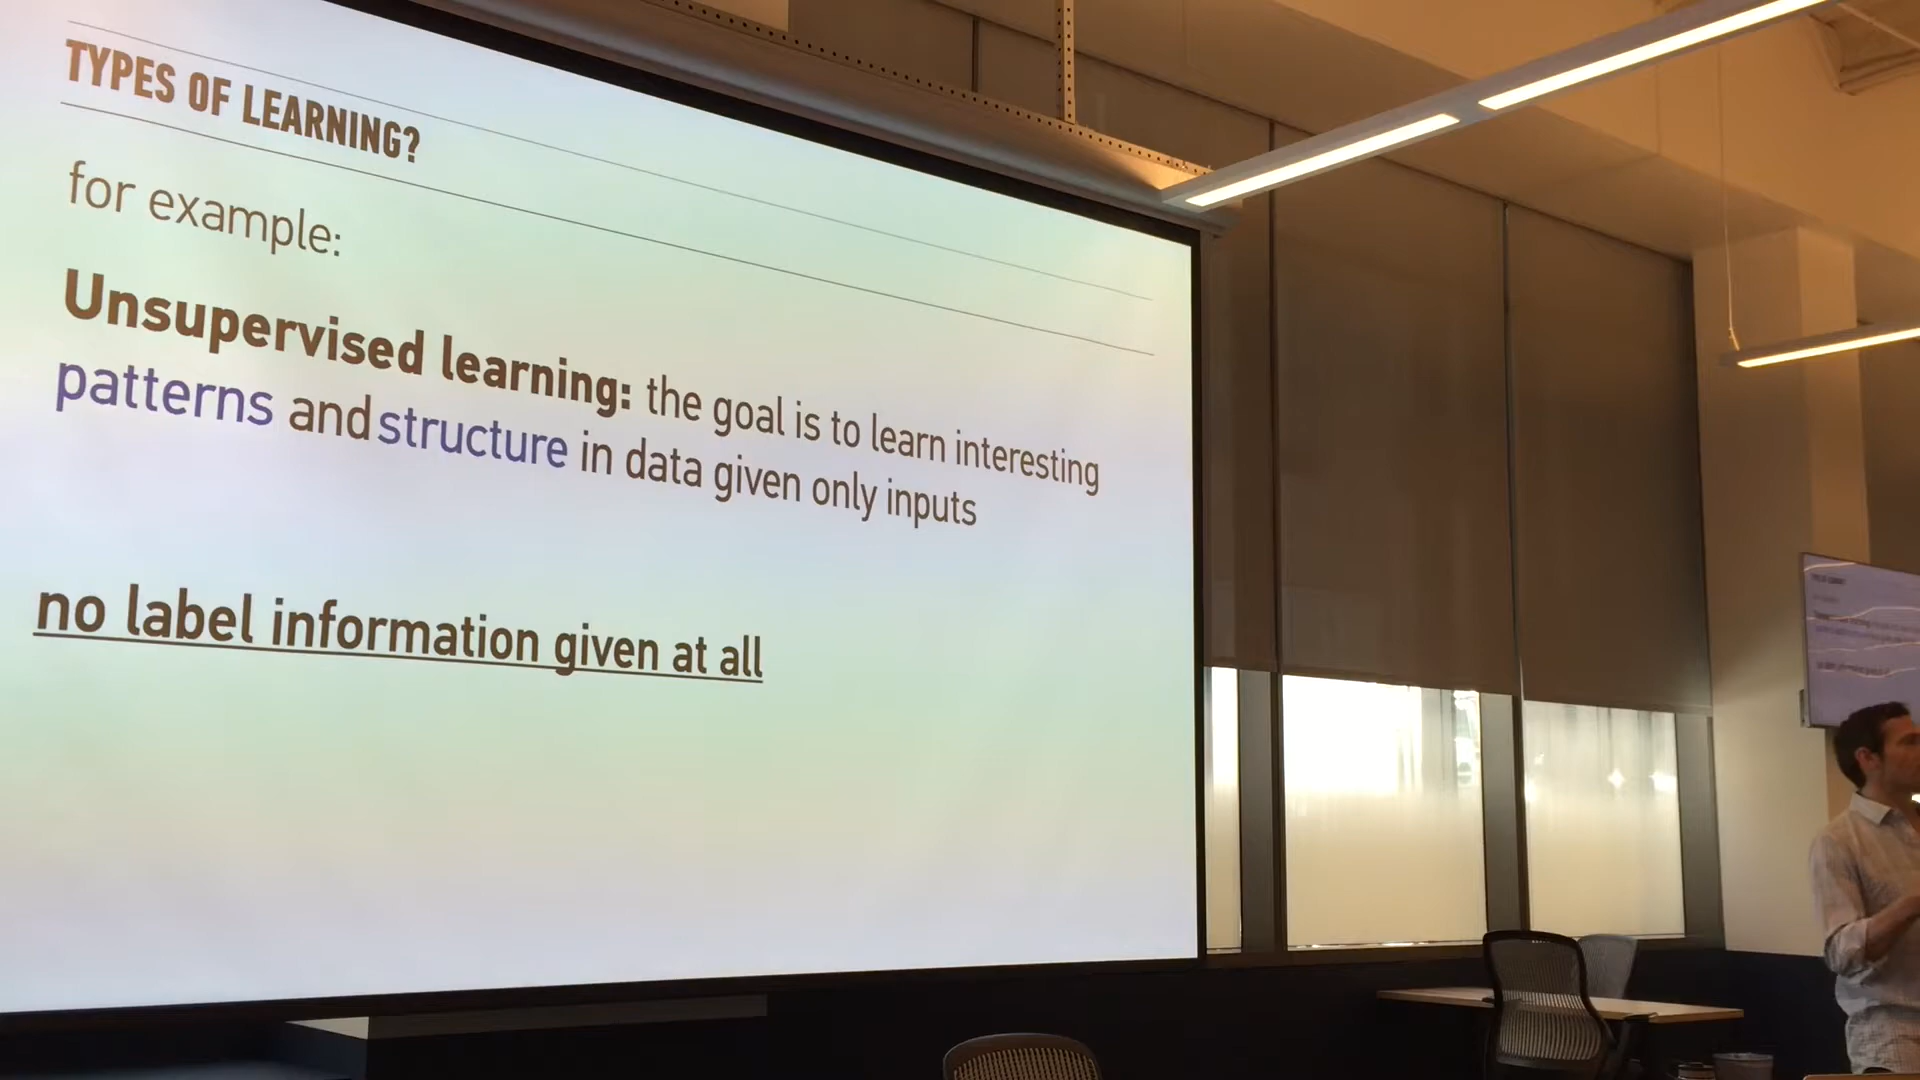 TYPES OF LEARNING?
for example:
Unsupervised learning: the goal is to learn interesting
patterns and structure in data given only inputs
no label information given at all